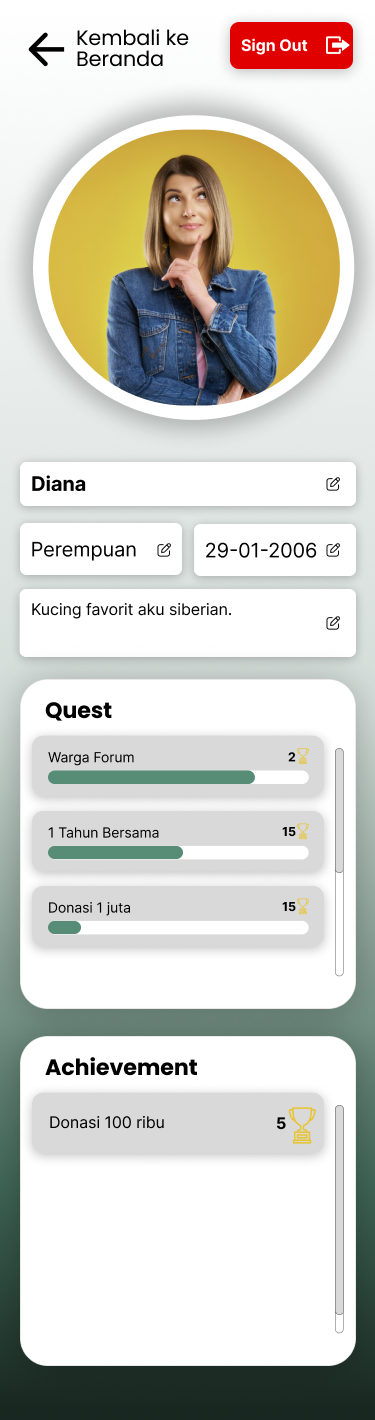 Kembali ke
Beranda
Sign Out
Diana
Perempuan
29-01-2006
Kucing favorit aku siberian.
Quest
Warga Forum 2
1 Tahun Bersama 15
Donasi 1 juta 15
Achievement
Donasi 100 ribu 5